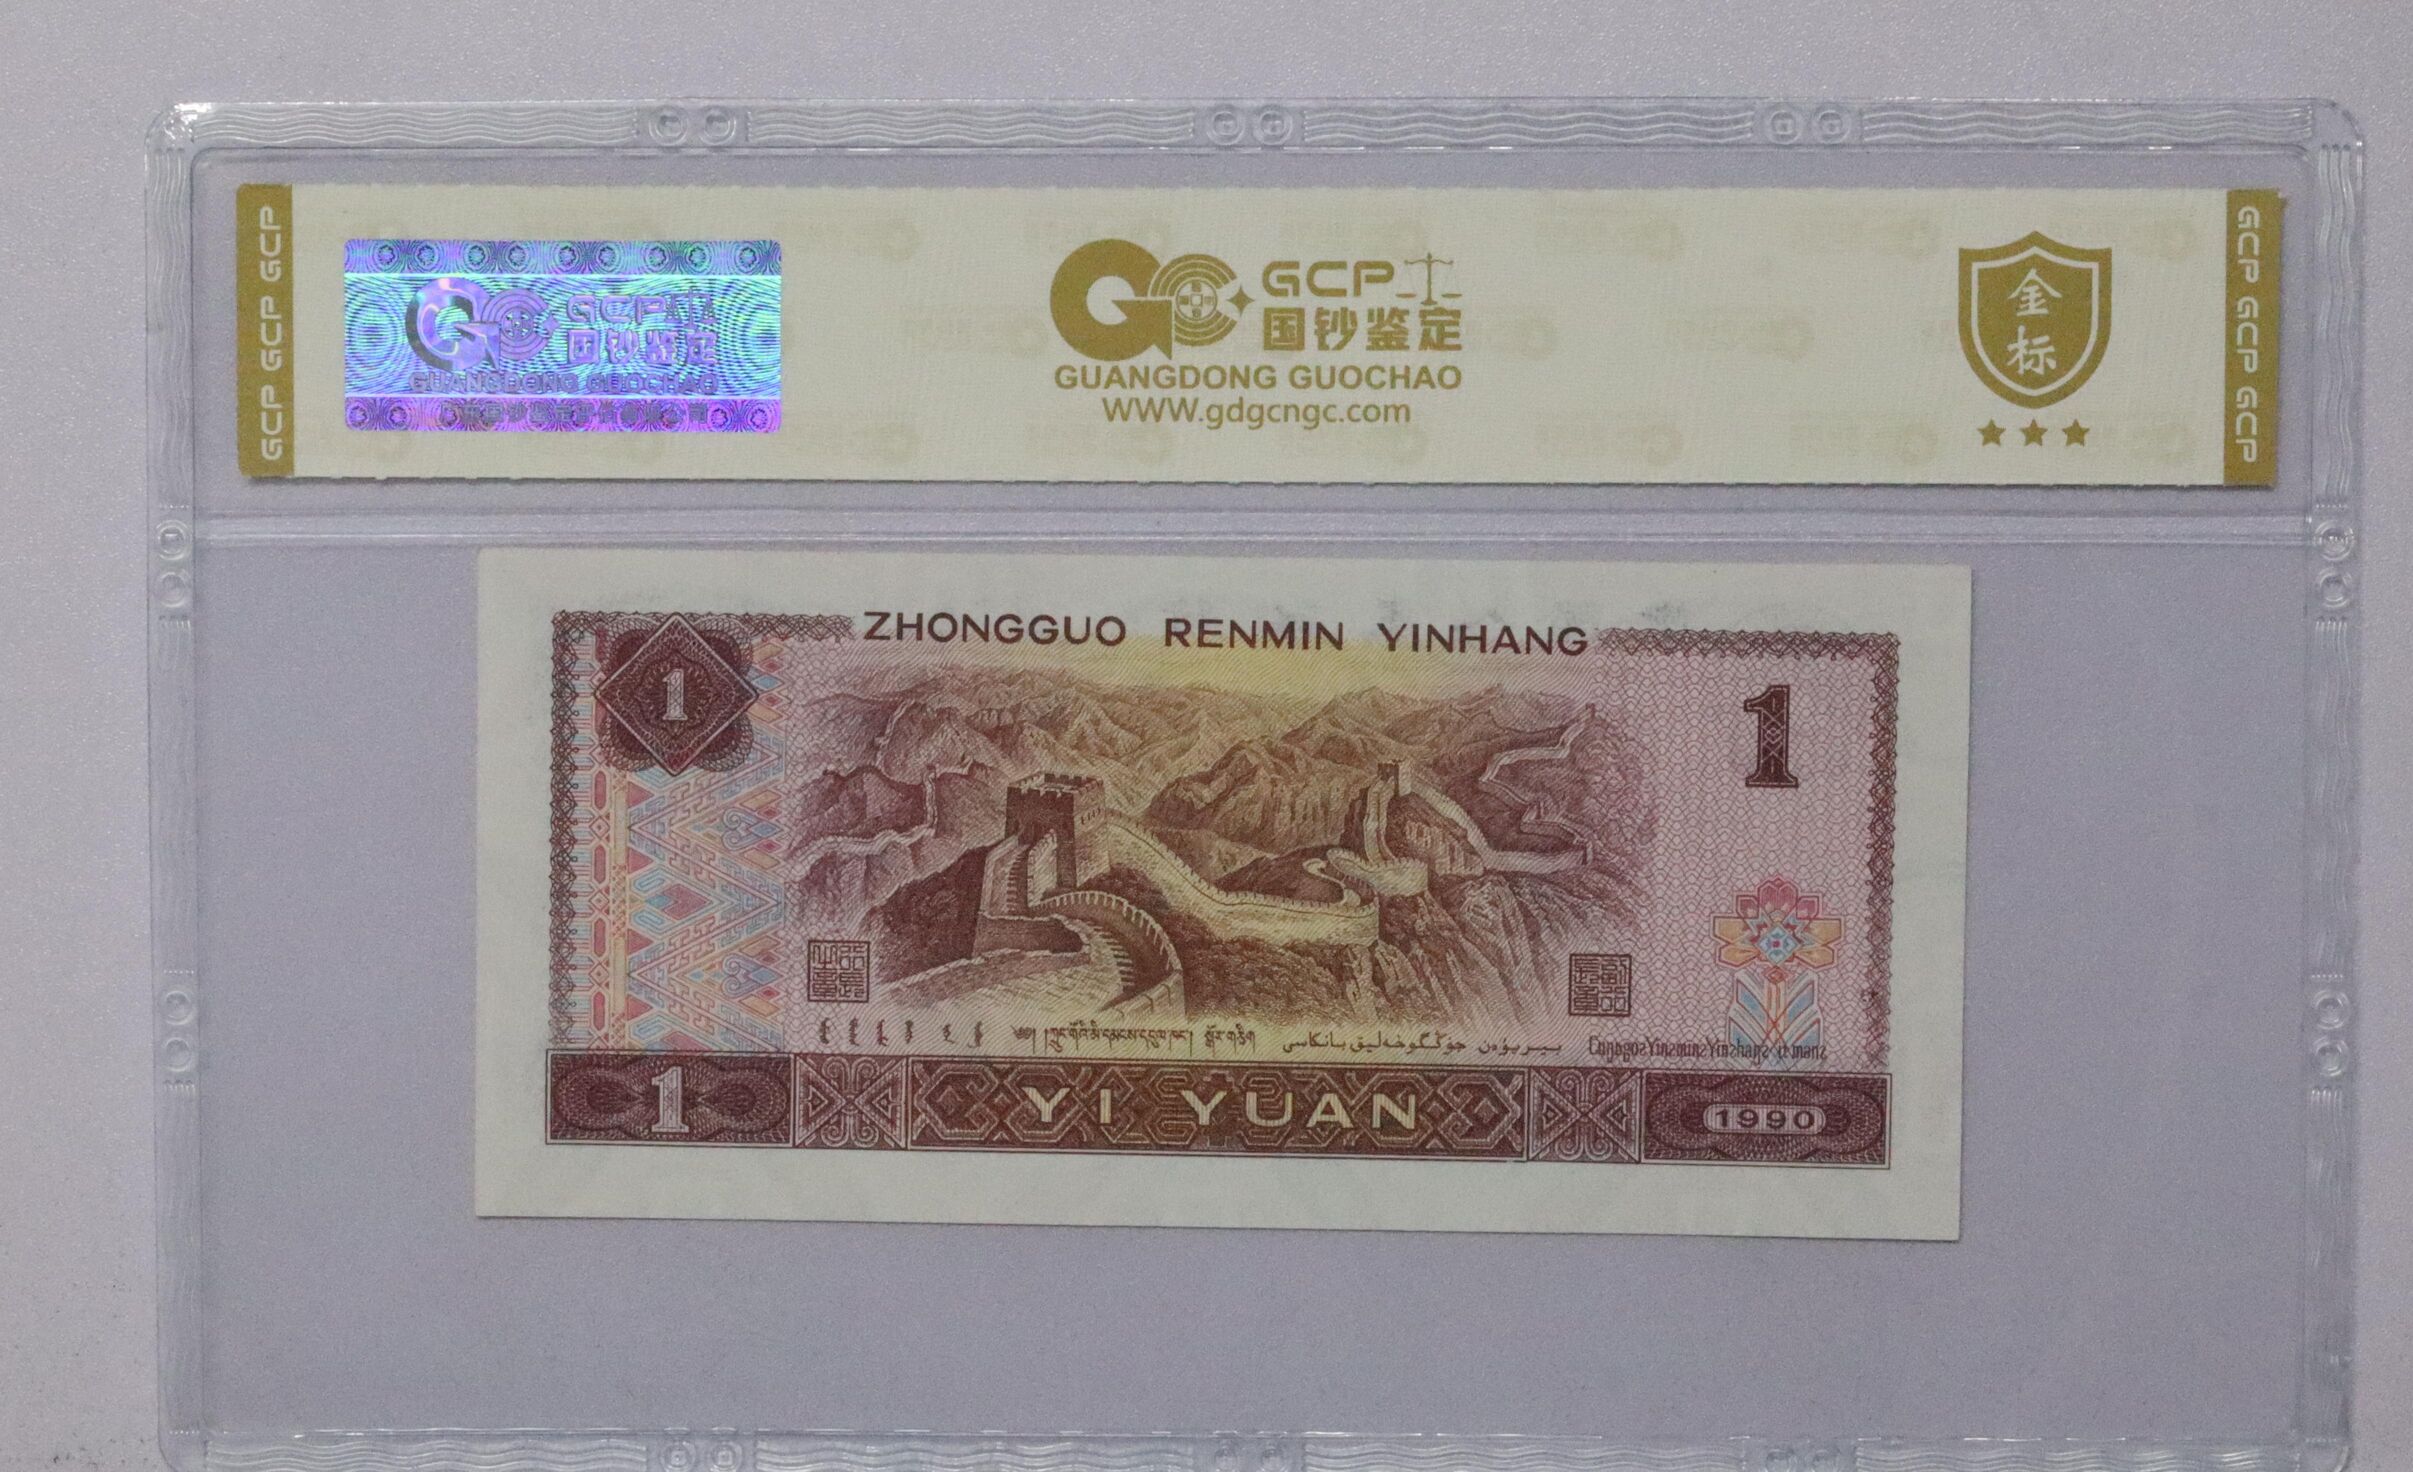 GCP GCP GCP
GCP
国钞鉴定
GUANGDONG GUOCHAO
GCP
国钞鉴定
GUANGDONG GUOCHAO
WWW.gdgcngc.com
金
标
GCP GCP GCP
ZHONGGUO RENMIN YINHANG
1
1
1
YI YUAN
1990